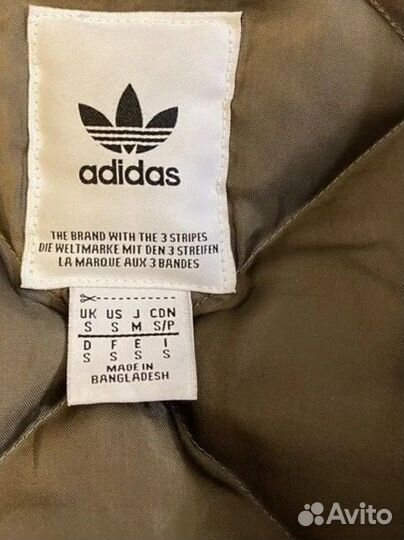 adidas
THE BRAND WITH THE 3 STRIPES
DIE WELTMARKE MIT DEN 3 STREIFEN
LA MARQUE AUX 3 BANDES
UK US J CDN
S S M S/P
D F E I
S S S S
MADE IN
BANGLADESH
Avito